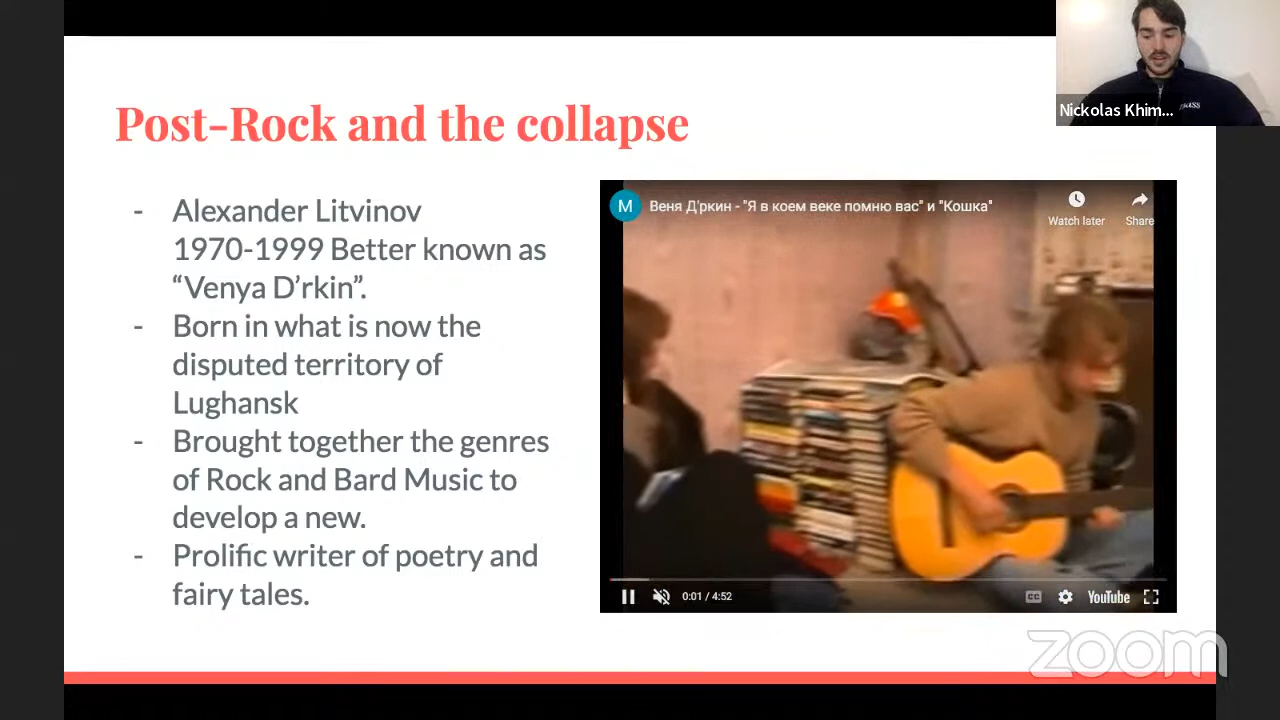 Nickolas Khim...
Post-Rock and the collapse
- Alexander Litvinov
1970-1999 Better known as
“Venya D’rkin”.
- Born in what is now the
disputed territory of
Lughansk
- Brought together the genres
of Rock and Bard Music to
develop a new.
- Prolific writer of poetry and
fairy tales.
M Веня Д'ркин - "Я в коем веке помню вас" и "Кошка"
Watch later Share
0:01 / 4:52 CC YouTube
zoom